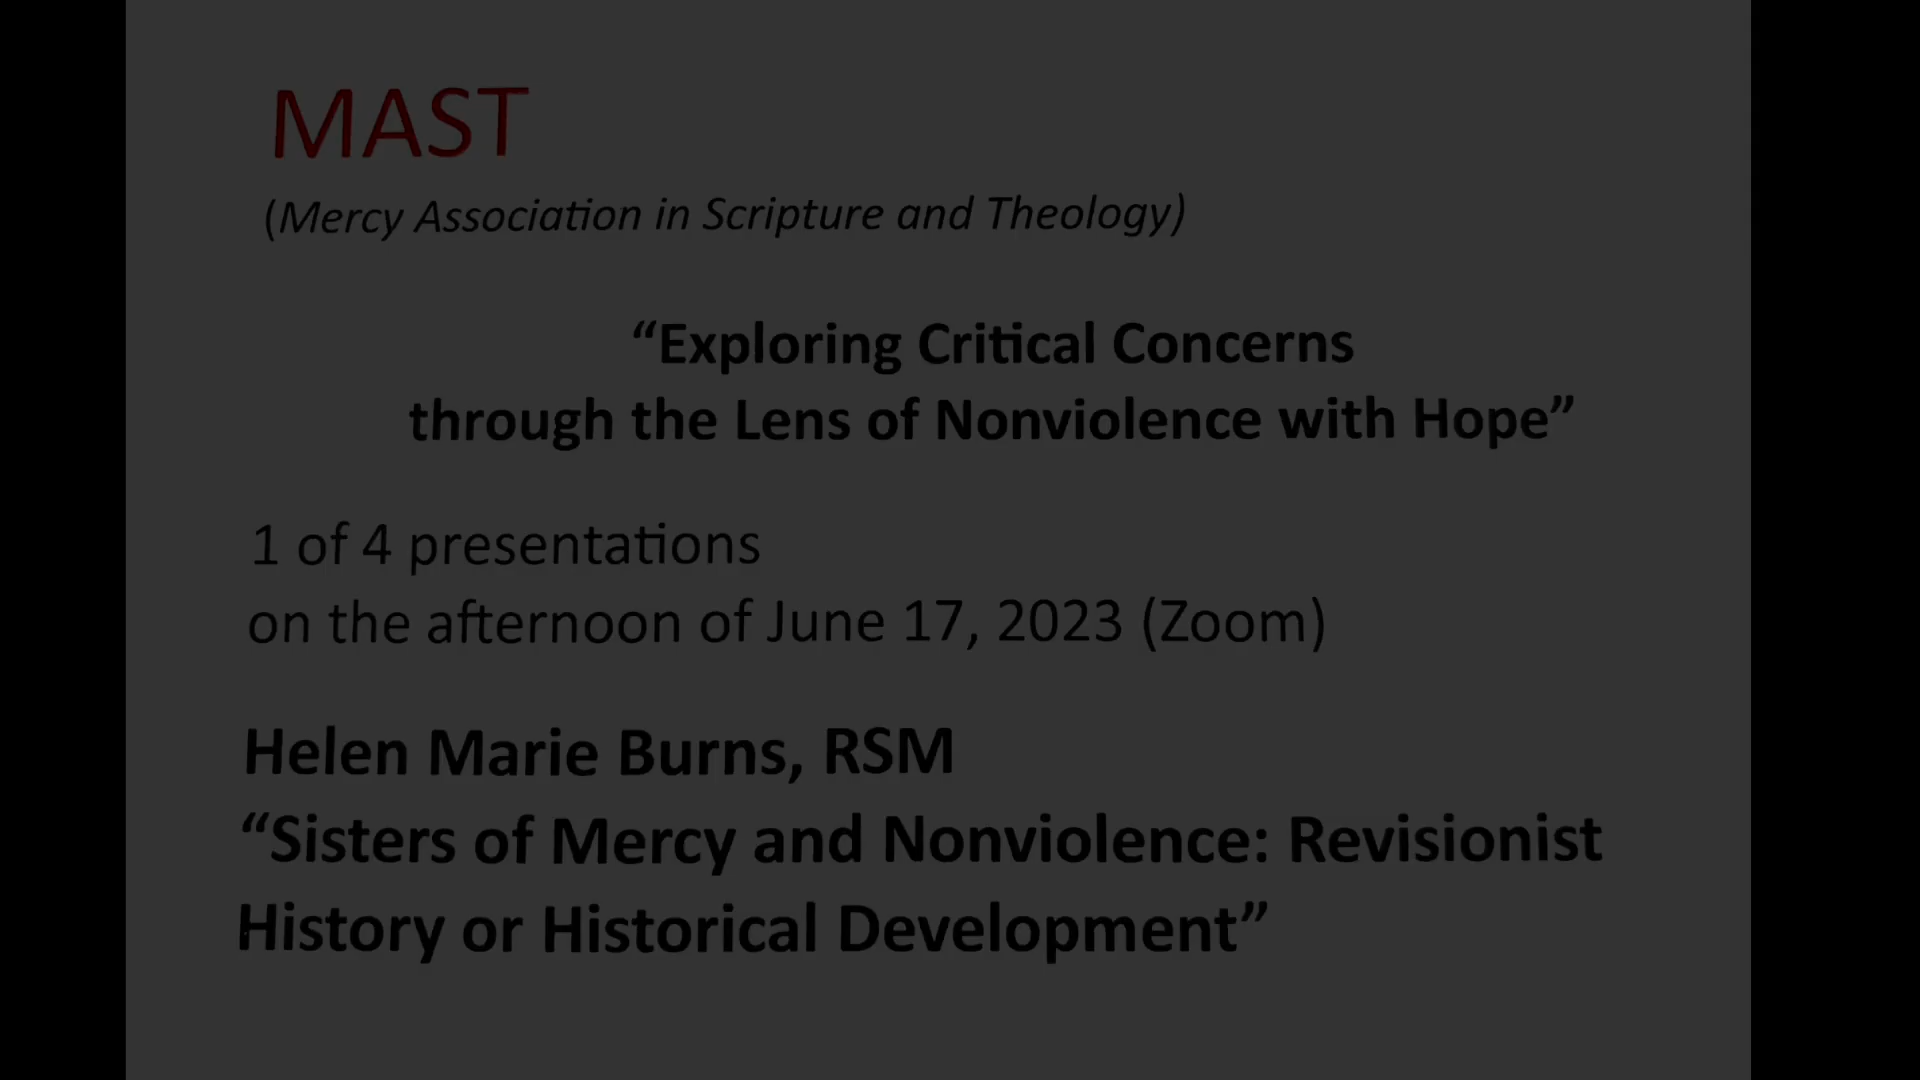 MAST
(Mercy Association in Scripture and Theology)
“Exploring Critical Concerns
through the Lens of Nonviolence with Hope”
1 of 4 presentations
on the afternoon of June 17, 2023 (Zoom)
Helen Marie Burns, RSM
“Sisters of Mercy and Nonviolence: Revisionist
History or Historical Development”